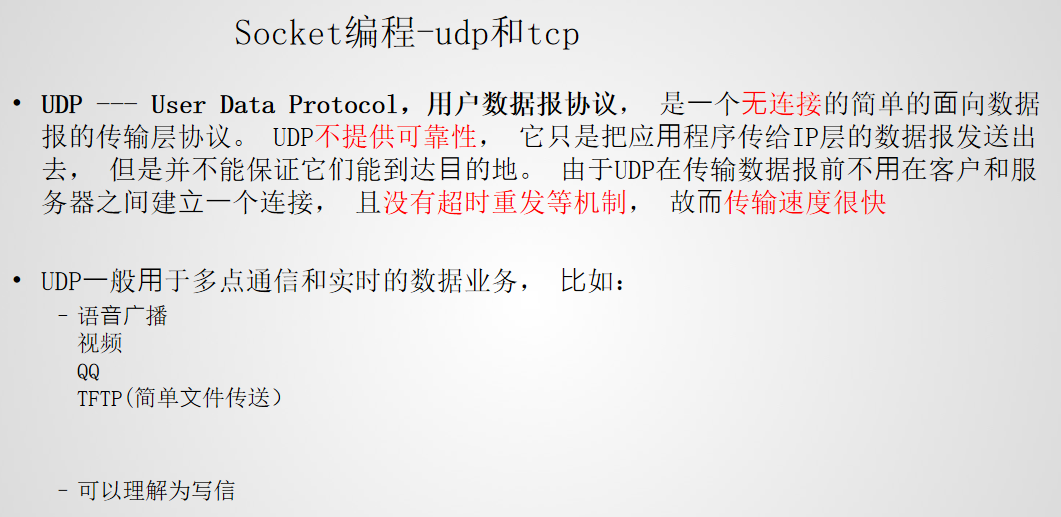 Socket编程-udp和tcp
• UDP --- User Data Protocol，用户数据报协议， 是一个无连接的简单的面向数据
报的传输层协议。 UDP不提供可靠性， 它只是把应用程序传给IP层的数据报发送出
去， 但是并不能保证它们能到达目的地。 由于UDP在传输数据报前不用在客户和服
务器之间建立一个连接， 且没有超时重发等机制， 故而传输速度很快
• UDP一般用于多点通信和实时的数据业务， 比如：
- 语音广播
视频
QQ
TFTP(简单文件传送）
- 可以理解为写信